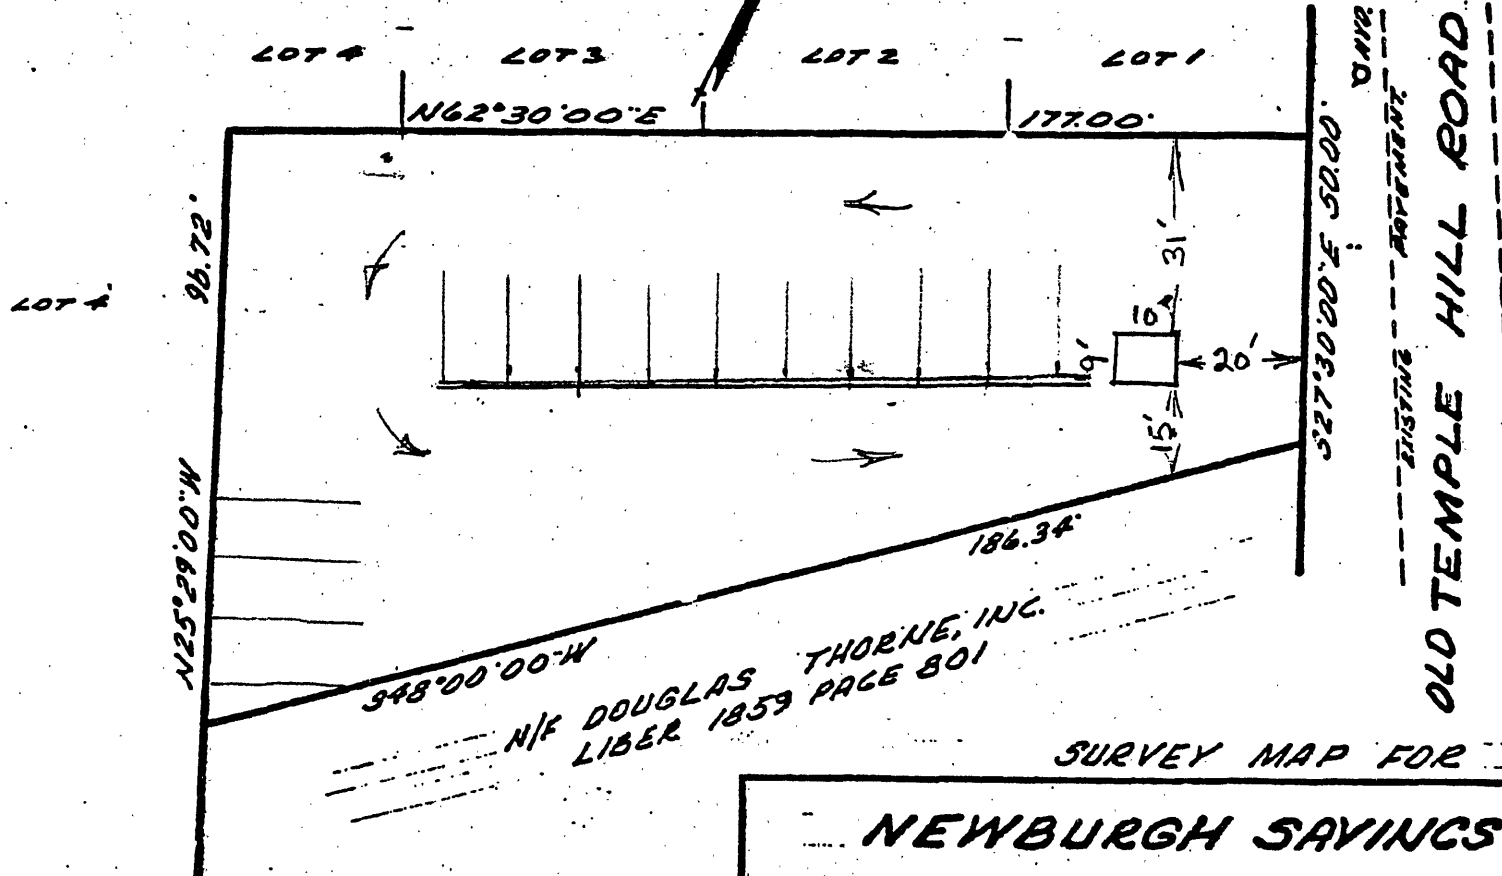 LOT 4
LOT 3
LOT 2
LOT 1
N62°30'00"E
177.00'
HYD.
96.72'
LOT 4
31'
10'
9'
20'
15'
S27°30'00"E 50.00'
EXISTING PAVEMENT.
OLD TEMPLE HILL ROAD
N25°29'00"W
186.34'
S48°00'00"W
N/F DOUGLAS THORNE, INC.
LIBER 1859 PAGE 801
SURVEY MAP FOR
NEWBURGH SAVINGS